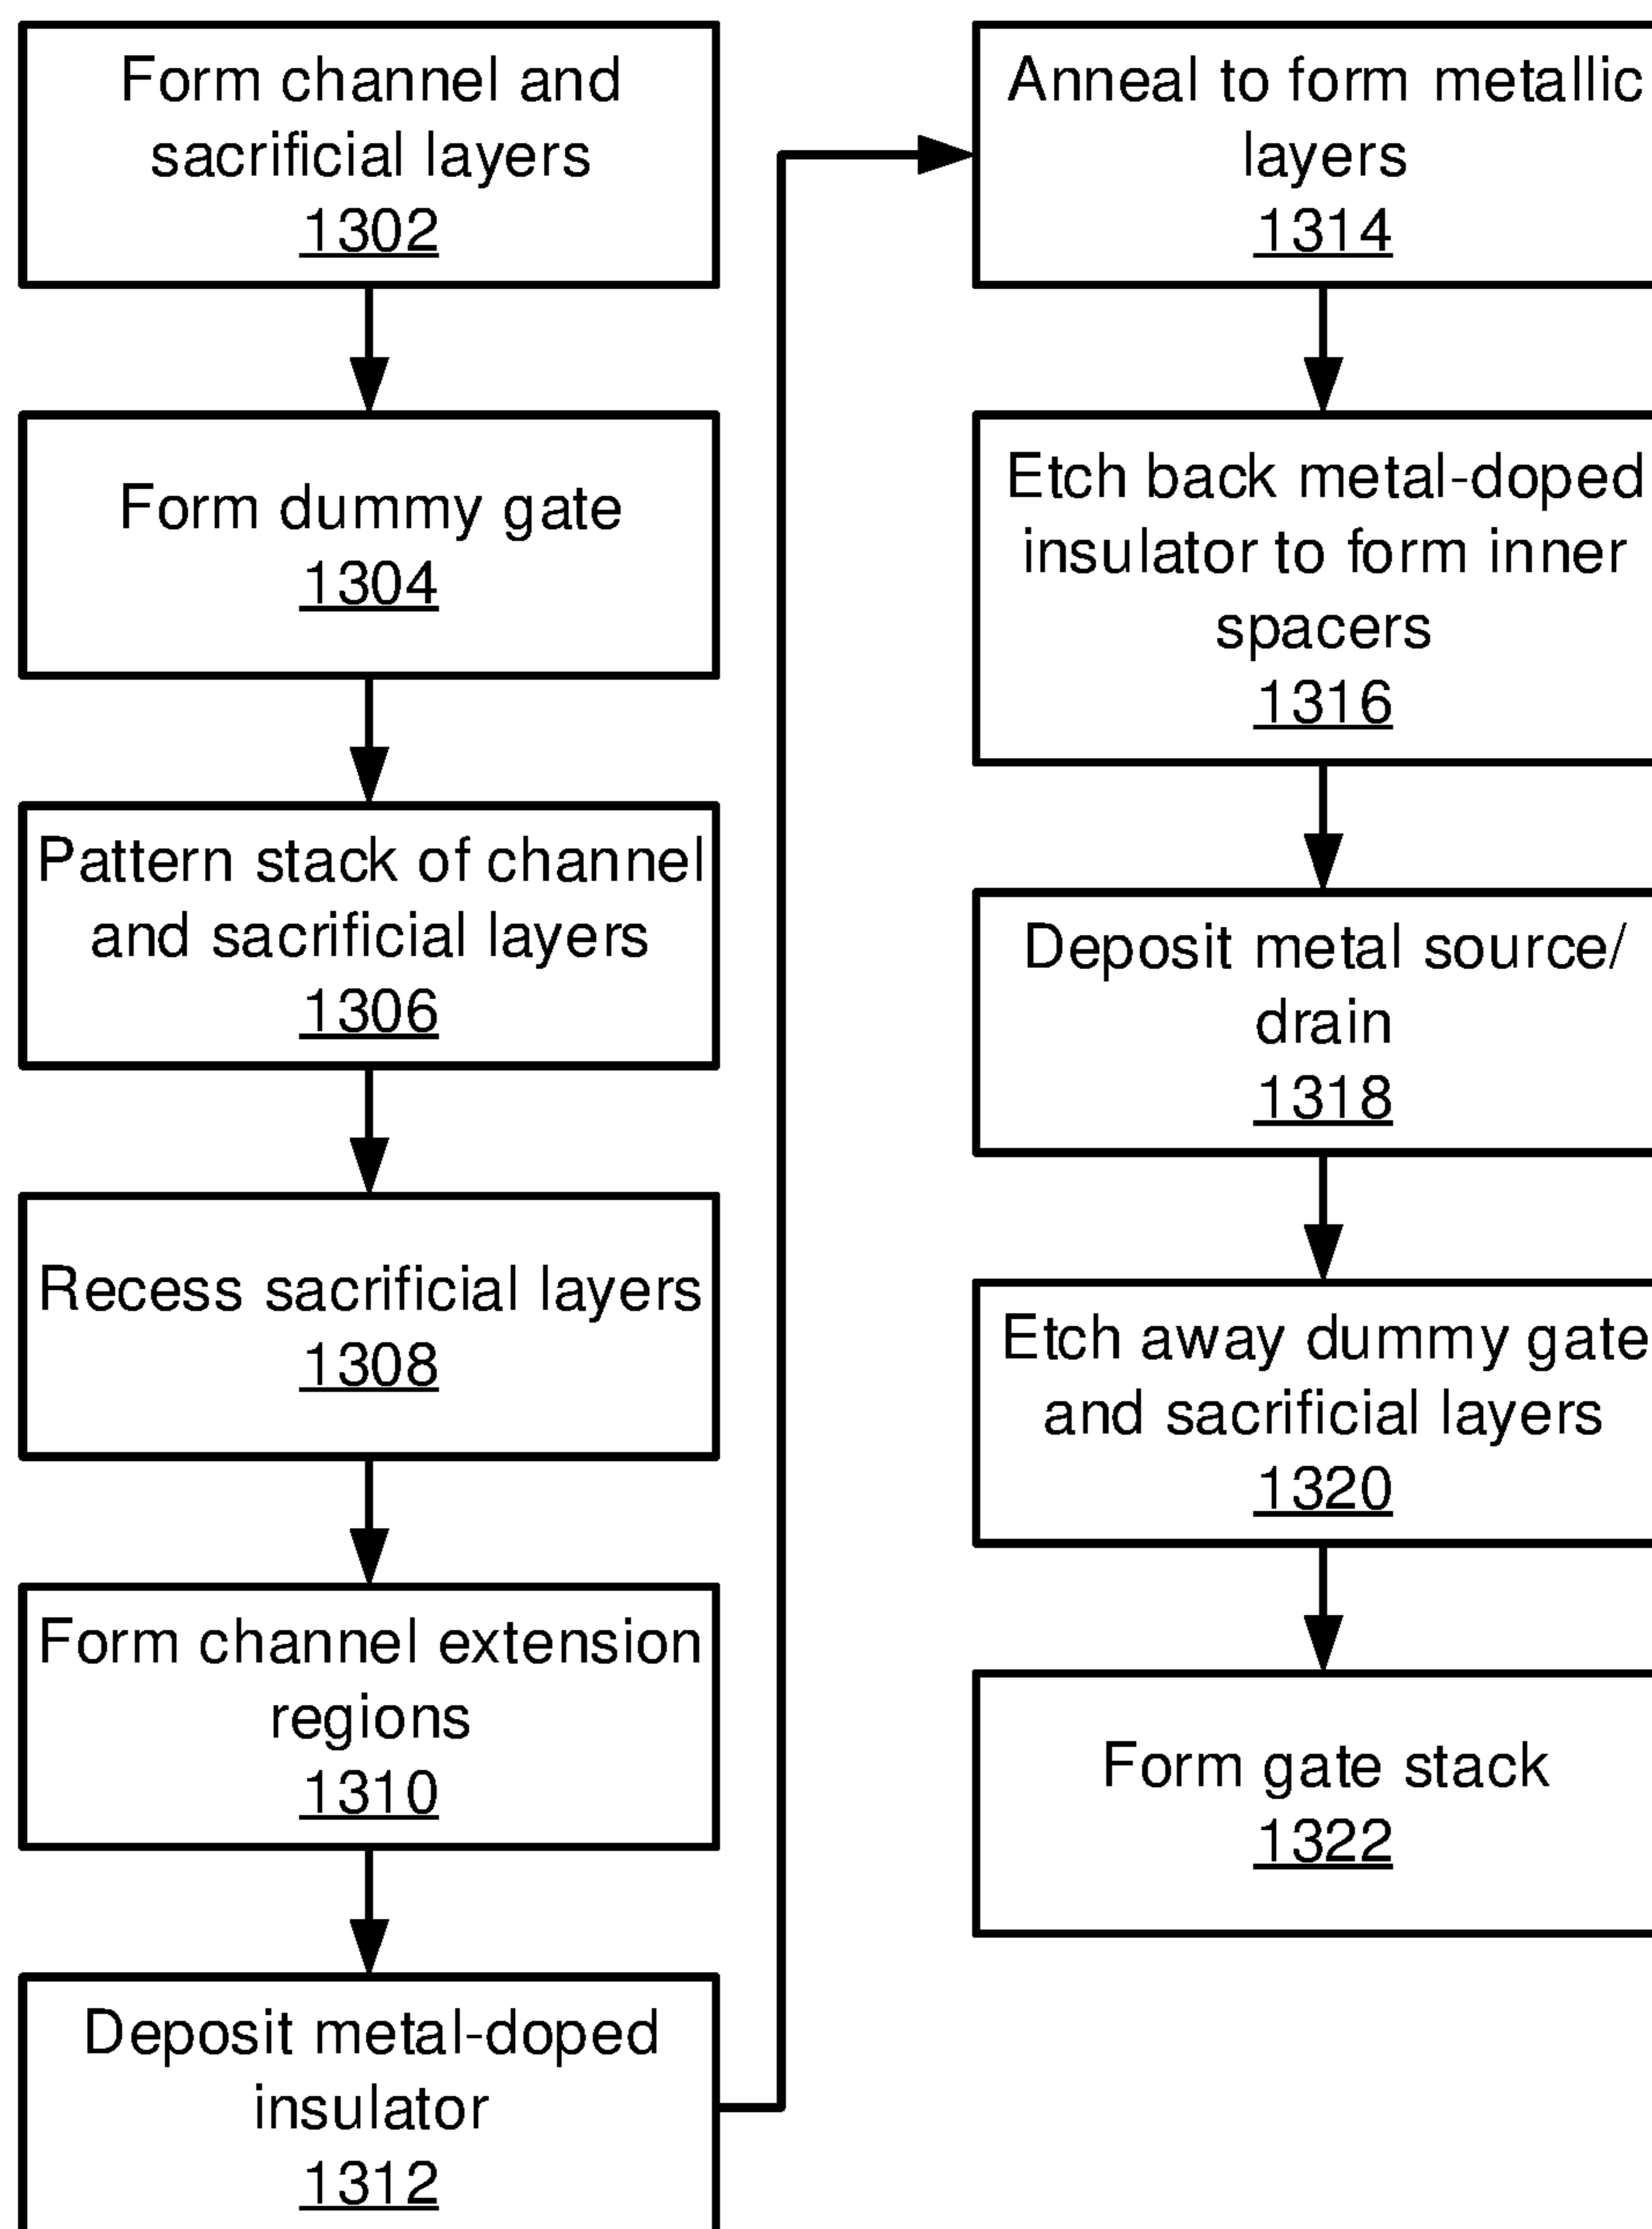 Form channel and
sacrificial layers
1302
Form dummy gate
1304
Pattern stack of channel
and sacrificial layers
1306
Recess sacrificial layers
1308
Form channel extension
regions
1310
Deposit metal-doped
insulator
1312
Anneal to form metallic
layers
1314
Etch back metal-doped
insulator to form inner
spacers
1316
Deposit metal source/
drain
1318
Etch away dummy gate
and sacrificial layers
1320
Form gate stack
1322